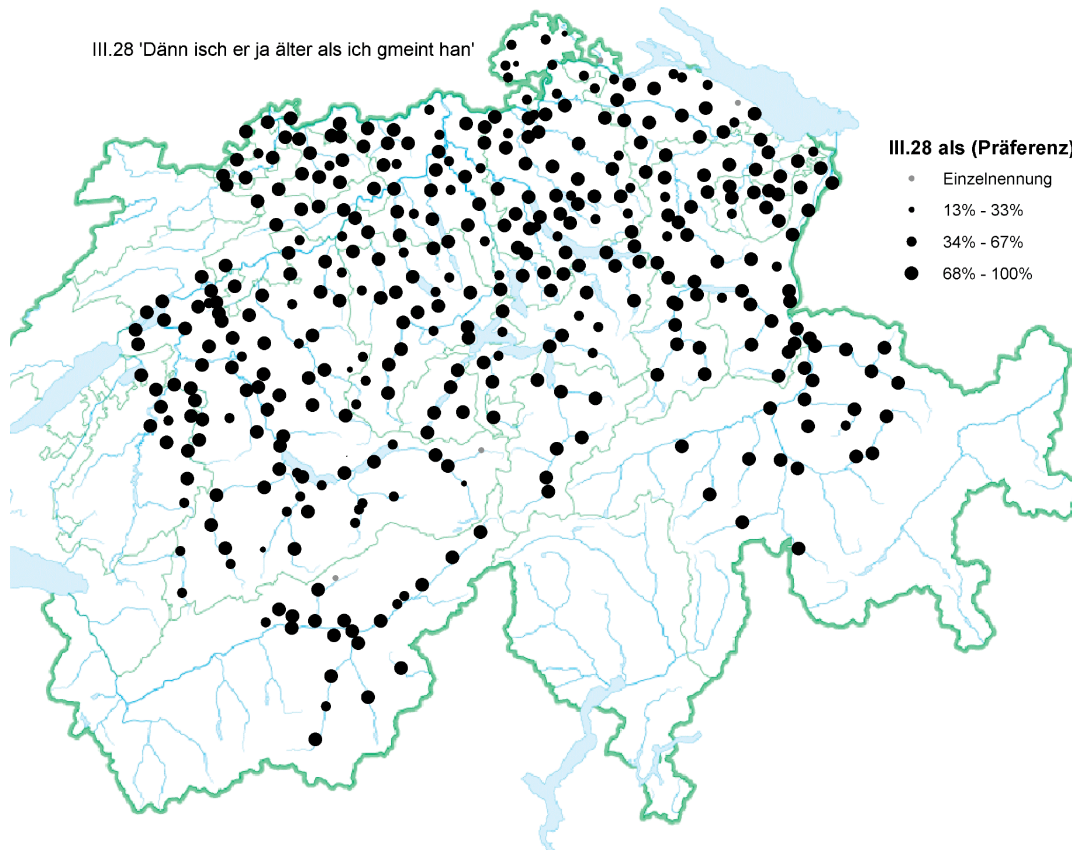 III.28 'Dänn isch er ja älter als ich gmeint han'
III.28 als (Präferenz)
Einzelnennung
13% - 33%
34% - 67%
68% - 100%